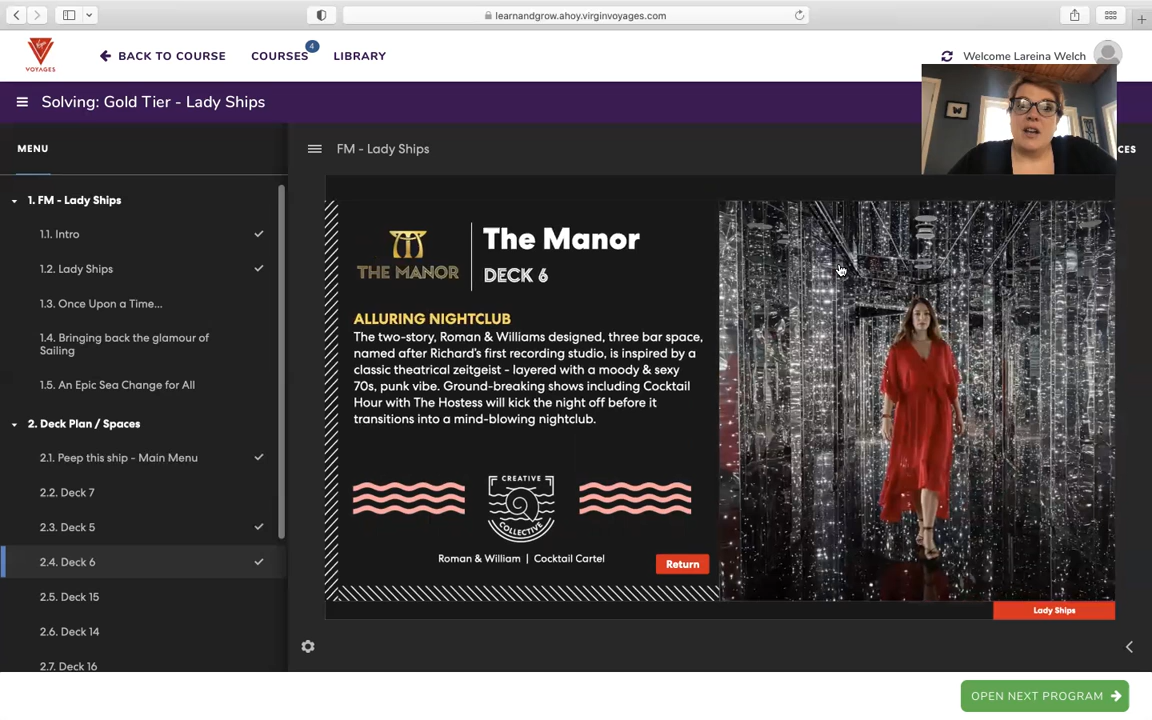 learnandgrow.ahoy.virginvoyages.com
VOYAGES
BACK TO COURSE
COURSES
4
LIBRARY
Welcome Lareina Welch
Solving: Gold Tier - Lady Ships
MENU
FM - Lady Ships
CES
1. FM - Lady Ships
1.1. Intro
1.2. Lady Ships
1.3. Once Upon a Time...
1.4. Bringing back the glamour of
Sailing
1.5. An Epic Sea Change for All
2. Deck Plan / Spaces
2.1. Peep this ship - Main Menu
2.2. Deck 7
2.3. Deck 5
2.4. Deck 6
2.5. Deck 15
2.6. Deck 14
2.7. Deck 16
THE MANOR
The Manor
DECK 6
ALLURING NIGHTCLUB
The two-story, Roman & Williams designed, three bar space,
named after Richard's first recording studio, is inspired by a
classic theatrical zeitgeist - layered with a moody & sexy
70s, punk vibe. Ground-breaking shows including Cocktail
Hour with The Hostess will kick the night off before it
transitions into a mind-blowing nightclub.
CREATIVE
COLLECTIVE
Roman & William | Cocktail Cartel
Return
Lady Ships
OPEN NEXT PROGRAM